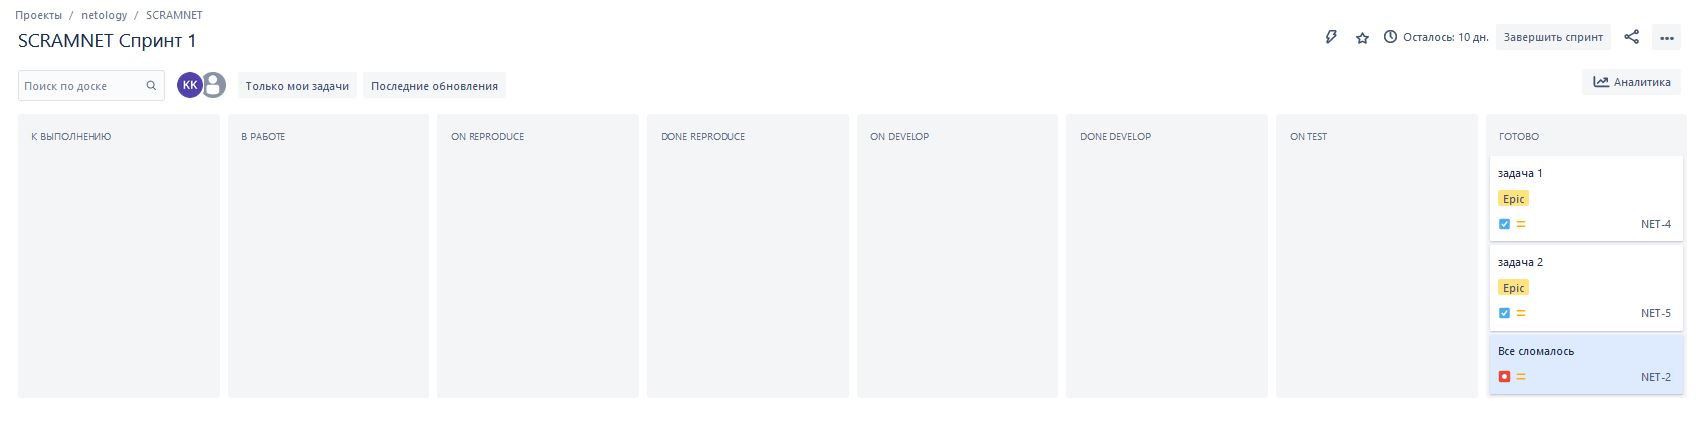 Проекты / netology / SCRAMNET
SCRAMNET Спринт 1
Осталось: 10 дн.
Завершить спринт
Поиск по доске
KK
Только мои задачи
Последние обновления
Аналитика
К ВЫПОЛНЕНИЮ
В РАБОТЕ
ON REPRODUCE
DONE REPRODUCE
ON DEVELOP
DONE DEVELOP
ON TEST
ГОТОВО
задача 1
Epic
NET-4
задача 2
Epic
NET-5
Все сломалось
NET-2